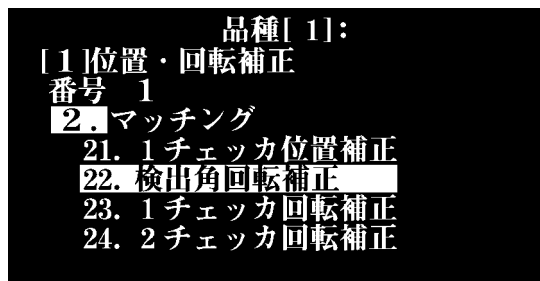 品種[ 1]:
[1]位置・回転補正
番号 1
2.マッチング
21. 1チェッカ位置補正
22. 検出角回転補正
23. 1チェッカ回転補正
24. 2チェッカ回転補正